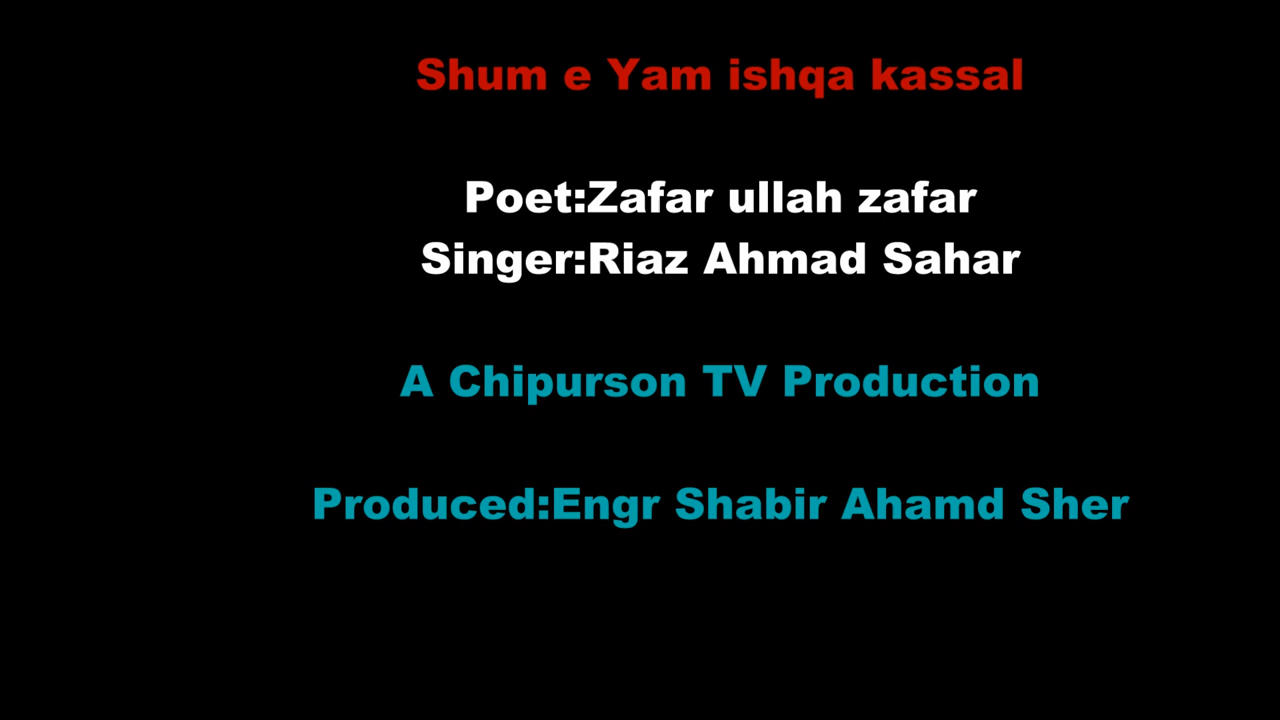 Shum e Yam ishqa kassal
Poet:Zafar ullah zafar
Singer:Riaz Ahmad Sahar
A Chipurson TV Production
Produced:Engr Shabir Ahamd Sher